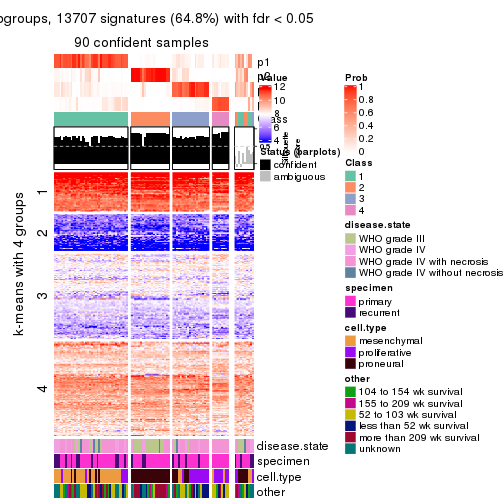 ogroups, 13707 signatures (64.8%) with fdr < 0.05
90 confident samples
p1
Value
12
10
8
6
4
Status (barplots)
confident
ambiguous
Silhouette
score
k-means with 4 groups
1
2
3
4
disease.state
specimen
cell.type
other
Prob
1
0.8
0.6
0.4
0.2
0
Class
1
2
3
4
disease.state
WHO grade III
WHO grade IV
WHO grade IV with necrosis
WHO grade IV without necrosis
specimen
primary
recurrent
cell.type
mesenchymal
proliferative
proneural
other
104 to 154 wk survival
155 to 209 wk survival
52 to 103 wk survival
less than 52 wk survival
more than 209 wk survival
unknown